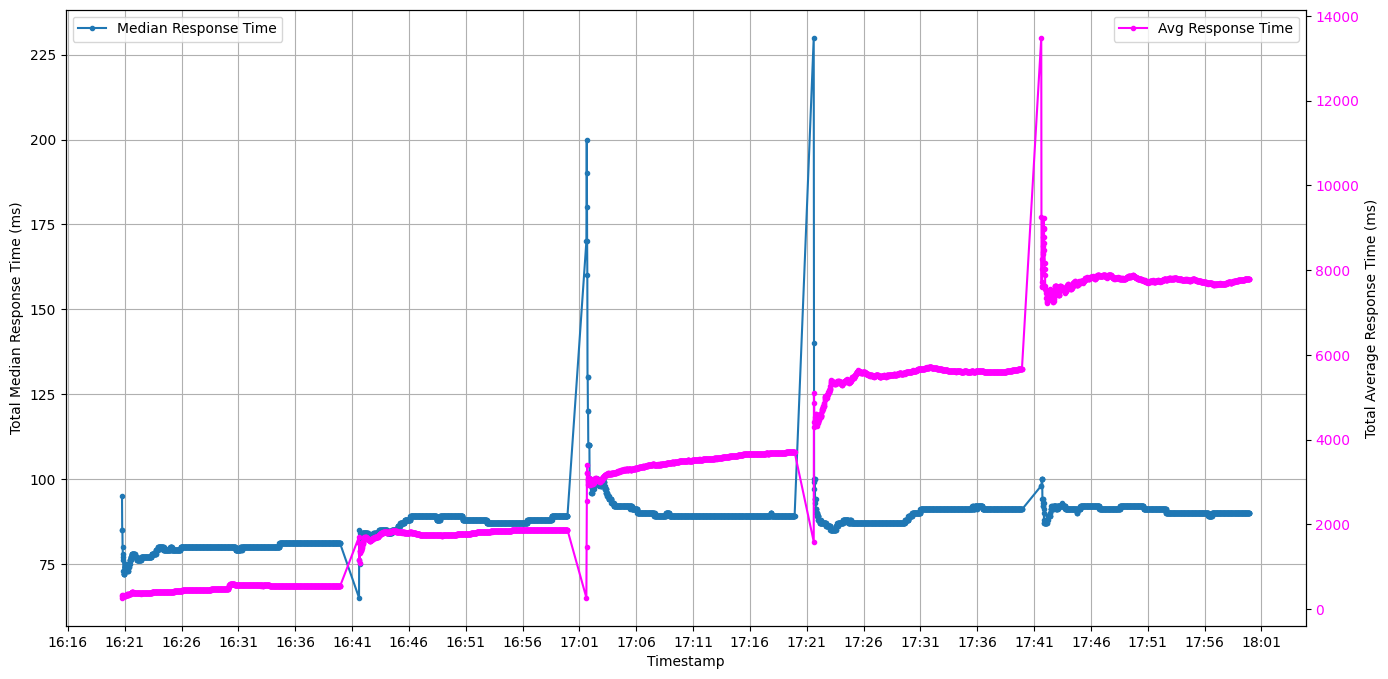 Median Response Time
Avg Response Time
Total Median Response Time (ms)
225
200
175
150
125
100
75
14000
12000
10000
8000
6000
4000
2000
0
Total Average Response Time (ms)
16:16 16:21 16:26 16:31 16:36 16:41 16:46 16:51 16:56 17:01 17:06 17:11 17:16 17:21 17:26 17:31 17:36 17:41 17:46 17:51 17:56 18:01
Timestamp